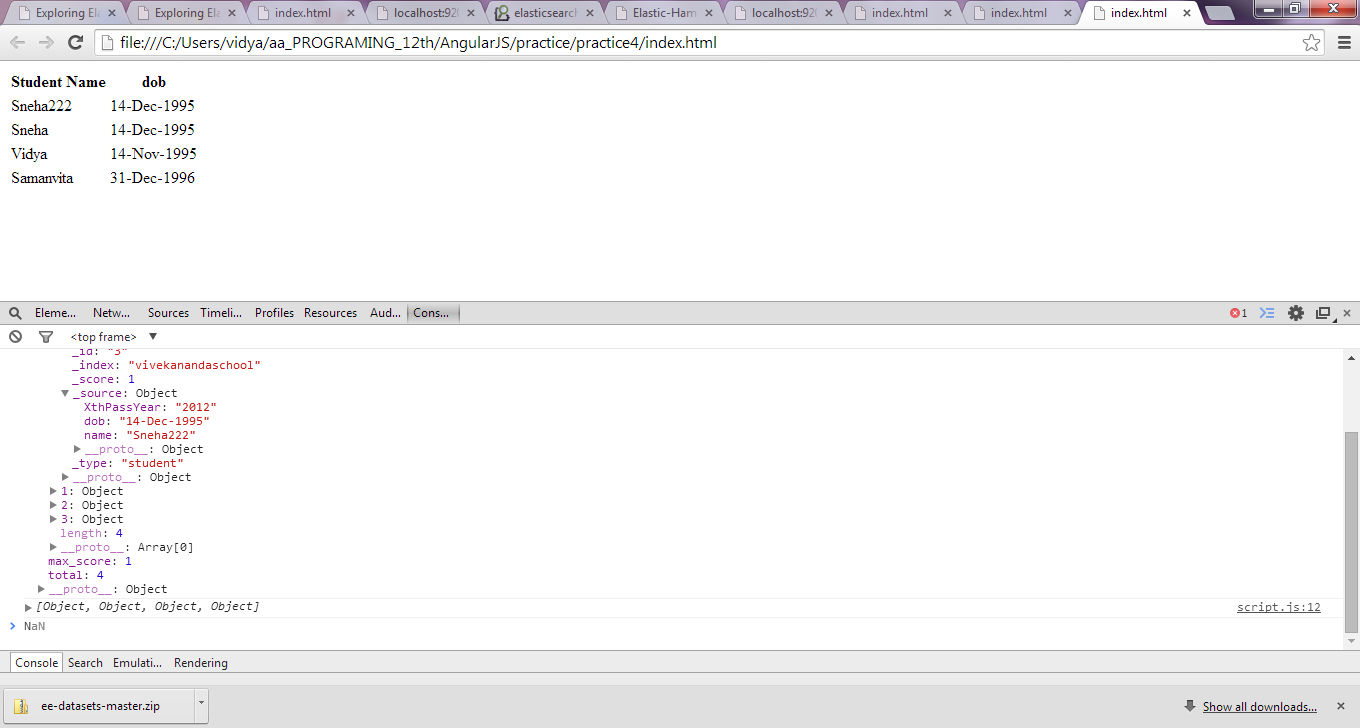 Exploring Ela
Exploring Ela
index.html
localhost:920
elasticsearch
Elastic-Ham
localhost:920
index.html
index.html
index.html
file:///C:/Users/vidya/aa_PROGRAMING_12th/AngularJS/practice/practice4/index.html
Student Name dob
Sneha222 14-Dec-1995
Sneha 14-Dec-1995
Vidya 14-Nov-1995
Samanvita 31-Dec-1996
Eleme... Netw... Sources Timeli... Profiles Resources Aud... Cons... 1
<top frame>
_id: "3"
_index: "vivekanandaschool"
_score: 1
_source: Object
XthPassYear: "2012"
dob: "14-Dec-1995"
name: "Sneha222"
__proto__: Object
_type: "student"
__proto__: Object
1: Object
2: Object
3: Object
length: 4
__proto__: Array[0]
max_score: 1
total: 4
__proto__: Object
[Object, Object, Object, Object] script.js:12
NaN
Console Search Emulati... Rendering
ee-datasets-master.zip
Show all downloads...